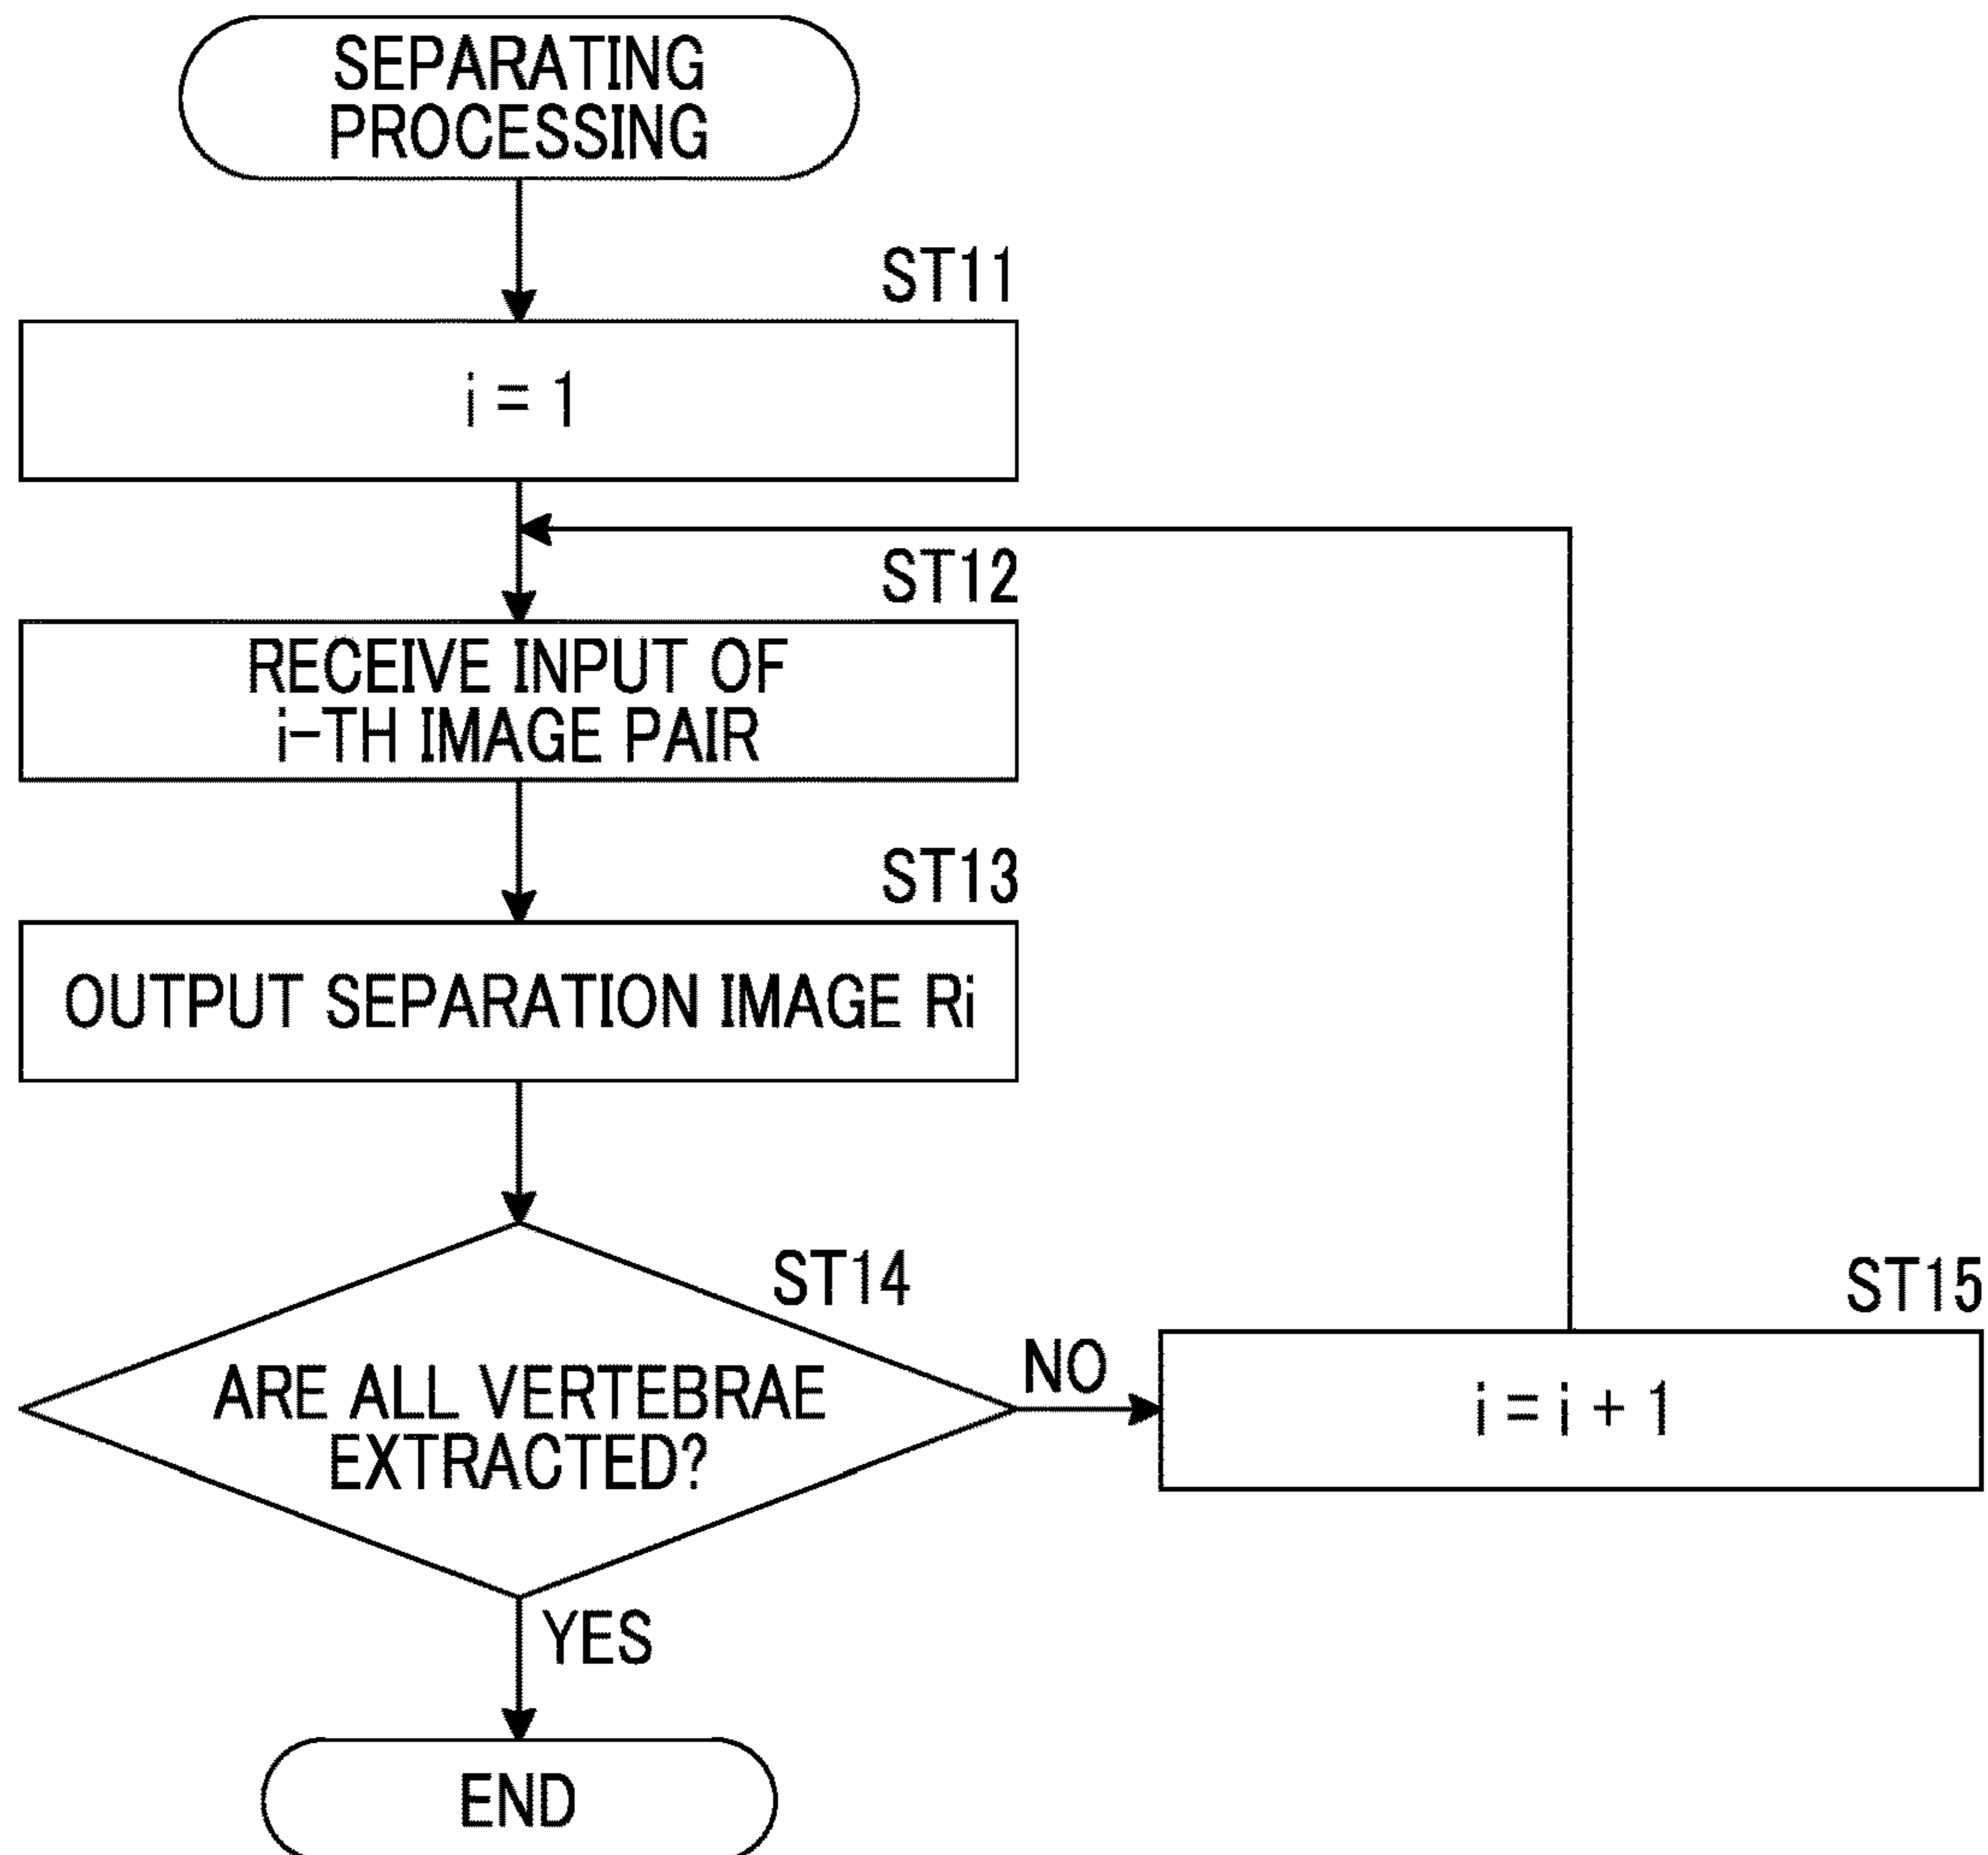 SEPARATING
PROCESSING
ST11
i = 1
ST12
RECEIVE INPUT OF
i-TH IMAGE PAIR
ST13
OUTPUT SEPARATION IMAGE Ri
ST14
ARE ALL VERTEBRAE
EXTRACTED?
NO
ST15
i = i + 1
YES
END